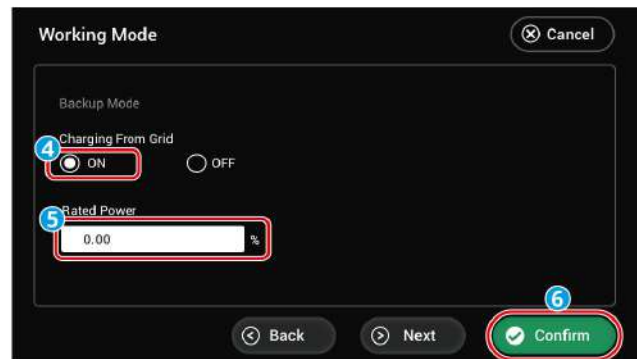 Working Mode
Cancel
Backup Mode
Charging From Grid
4
ON
OFF
Rated Power
5
0.00
%
6
Back
Next
Confirm